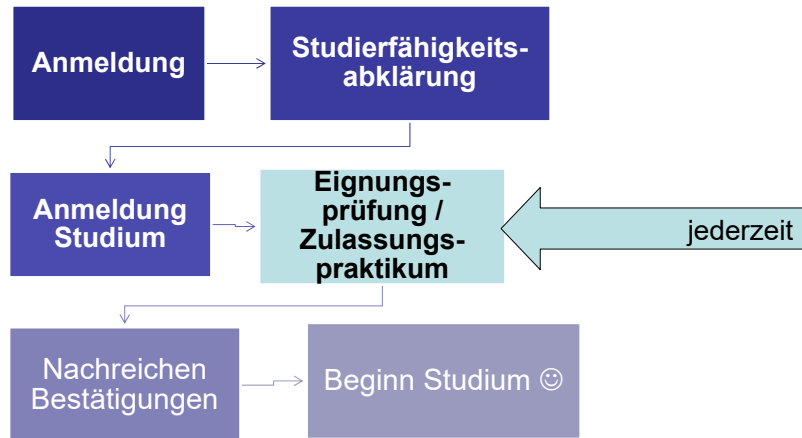 Anmeldung
Studierfähigkeits-
abklärung
Anmeldung
Studium
Eignungs-
prüfung /
Zulassungs-
praktikum
jederzeit
Nachreichen
Bestätigungen
Beginn Studium ☺